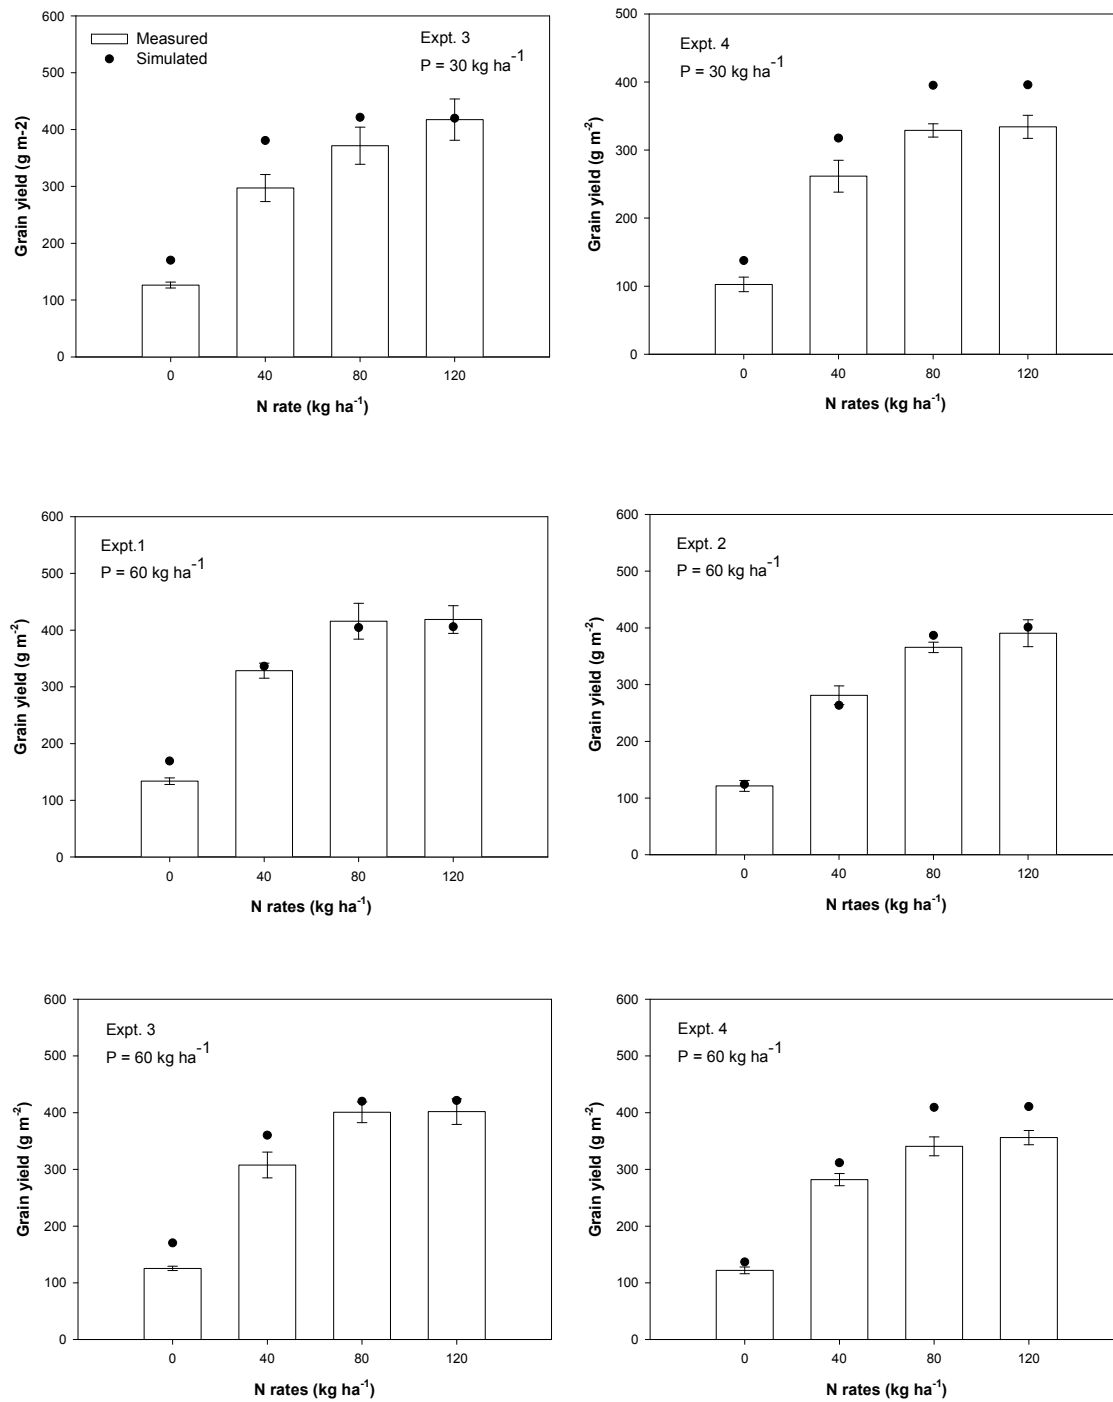 Measured
Simulated
Expt. 3
P = 30 kg ha-1
Grain yield (g m-2)
600
500
400
300
200
100
0
0 40 80 120
N rate (kg ha-1)
Expt. 4
P = 30 kg ha-1
Grain yield (g m-2)
500
400
300
200
100
0
0 40 80 120
N rates (kg ha-1)
Expt.1
P = 60 kg ha-1
Grain yield (g m-2)
600
500
400
300
200
100
0
0 40 80 120
N rates (kg ha-1)
Expt. 2
P = 60 kg ha-1
Grain yield (g m-2)
600
500
400
300
200
100
0
0 40 80 120
N rtaes (kg ha-1)
Expt. 3
P = 60 kg ha-1
Grain yield (g m-2)
600
500
400
300
200
100
0
0 40 80 120
N rates (kg ha-1)
Expt. 4
P = 60 kg ha-1
Grain yield (g m-2)
600
500
400
300
200
100
0
0 40 80 120
N rates (kg ha-1)